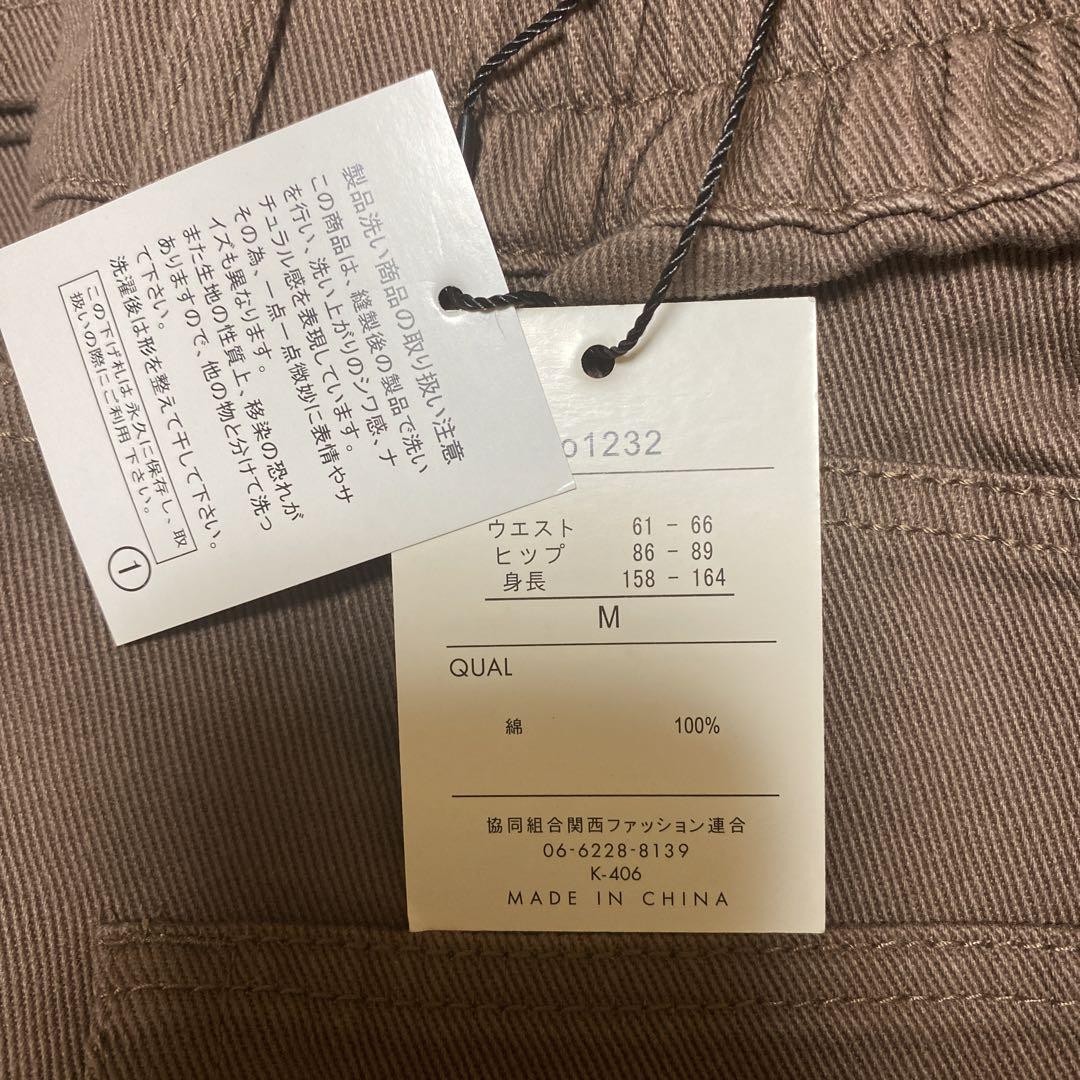 製品洗い商品の取り扱い注意
この商品は、縫製後の製品で洗い
を行い、洗い上がりのシワ感、ナ
チュラル感を表現しています。
その為、一点一点微妙に表情やサ
イズも異なります。
また生地の性質上、移染の恐れが
ありますので、他の物と分けて洗っ
て下さい。
洗濯後は形を整えて干して下さい。
この下げ札は永久に保存し、取
扱いの際にご利用下さい。
1
o1232
ウエスト 61 - 66
ヒップ 86 - 89
身長 158 - 164
M
QUAL
綿 100%
協同組合関西ファッション連合
06-6228-8139
K-406
MADE IN CHINA